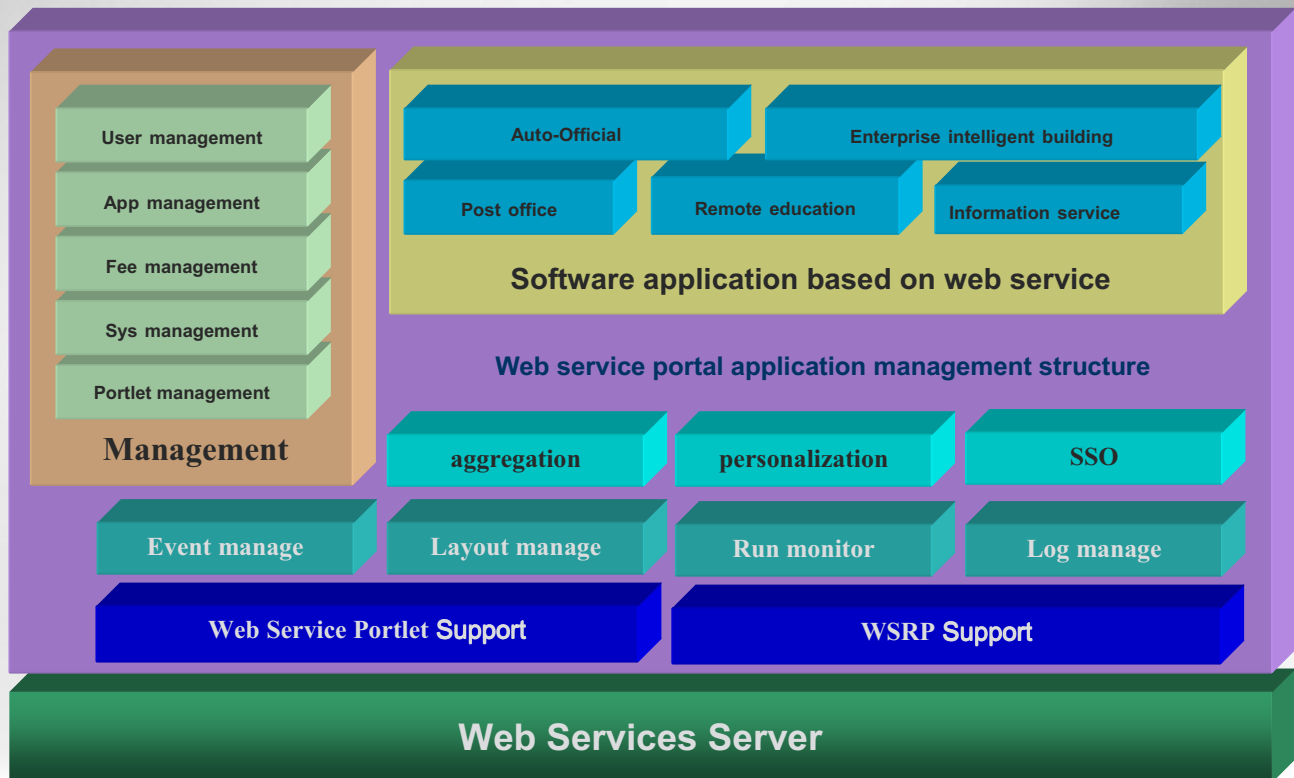 User management
App management
Fee management
Sys management
Portlet management
Management
Auto-Official
Enterprise intelligent building
Post office
Remote education
Information service
Software application based on web service
Web service portal application management structure
aggregation
personalization
SSO
Event manage
Layout manage
Run monitor
Log manage
Web Service Portlet Support
WSRP Support
Web Services Server